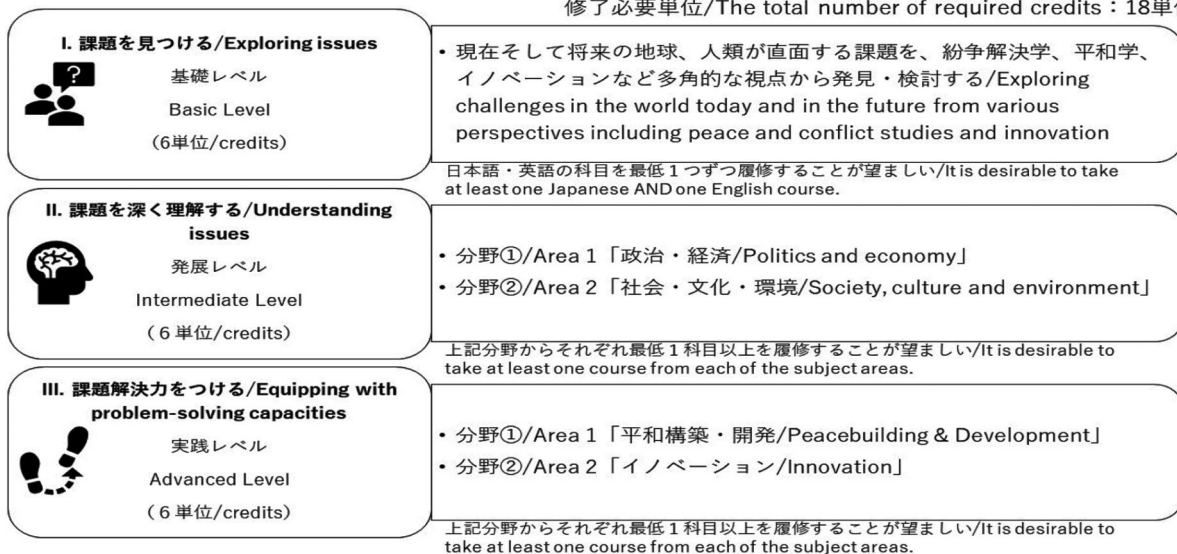 修了必要単位/The total number of required credits：18単位
I. 課題を見つける/Exploring issues
基礎レベル
Basic Level
(6単位/credits)
• 現在そして将来の地球、人類が直面する課題を、紛争解決学、平和学、
イノベーションなど多角的な視点から発見・検討する/Exploring
challenges in the world today and in the future from various
perspectives including peace and conflict studies and innovation
日本語・英語の科目を最低１つずつ履修することが望ましい/It is desirable to take
at least one Japanese AND one English course.
II. 課題を深く理解する/Understanding
issues
発展レベル
Intermediate Level
(６単位/credits)
• 分野①/Area 1「政治・経済/Politics and economy」
• 分野②/Area 2「社会・文化・環境/Society, culture and environment」
上記分野からそれぞれ最低１科目以上を履修することが望ましい/It is desirable to
take at least one course from each of the subject areas.
III. 課題解決力をつける/Equipping with
problem-solving capacities
実践レベル
Advanced Level
(６単位/credits)
• 分野①/Area 1「平和構築・開発/Peacebuilding & Development」
• 分野②/Area 2「イノベーション/Innovation」
上記分野からそれぞれ最低１科目以上を履修することが望ましい/It is desirable to
take at least one course from each of the subject areas.